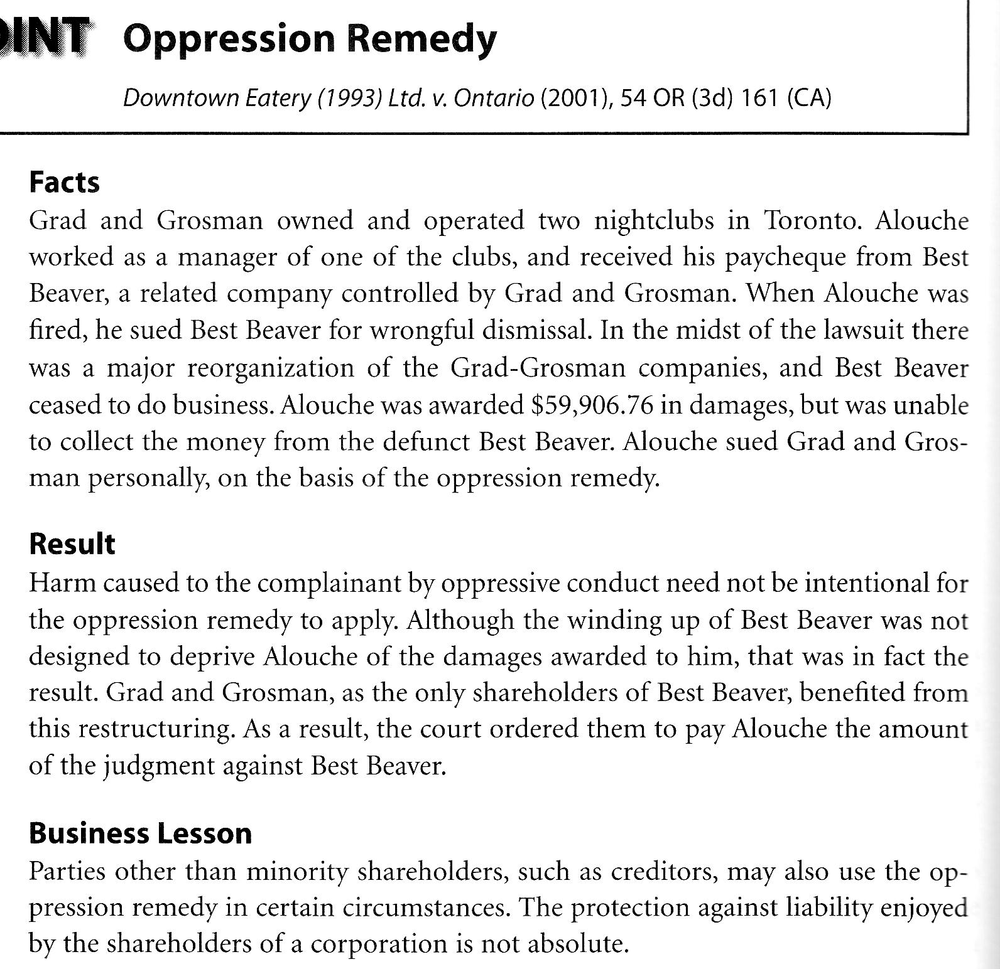 OINT Oppression Remedy
Downtown Eatery (1993) Ltd. v. Ontario (2001), 54 OR (3d) 161 (CA)
Facts
Grad and Grosman owned and operated two nightclubs in Toronto. Alouche
worked as a manager of one of the clubs, and received his paycheque from Best
Beaver, a related company controlled by Grad and Grosman. When Alouche was
fired, he sued Best Beaver for wrongful dismissal. In the midst of the lawsuit there
was a major reorganization of the Grad-Grosman companies, and Best Beaver
ceased to do business. Alouche was awarded $59,906.76 in damages, but was unable
to collect the money from the defunct Best Beaver. Alouche sued Grad and Gros-
man personally, on the basis of the oppression remedy.
Result
Harm caused to the complainant by oppressive conduct need not be intentional for
the oppression remedy to apply. Although the winding up of Best Beaver was not
designed to deprive Alouche of the damages awarded to him, that was in fact the
result. Grad and Grosman, as the only shareholders of Best Beaver, benefited from
this restructuring. As a result, the court ordered them to pay Alouche the amount
of the judgment against Best Beaver.
Business Lesson
Parties other than minority shareholders, such as creditors, may also use the op-
pression remedy in certain circumstances. The protection against liability enjoyed
by the shareholders of a corporation is not absolute.